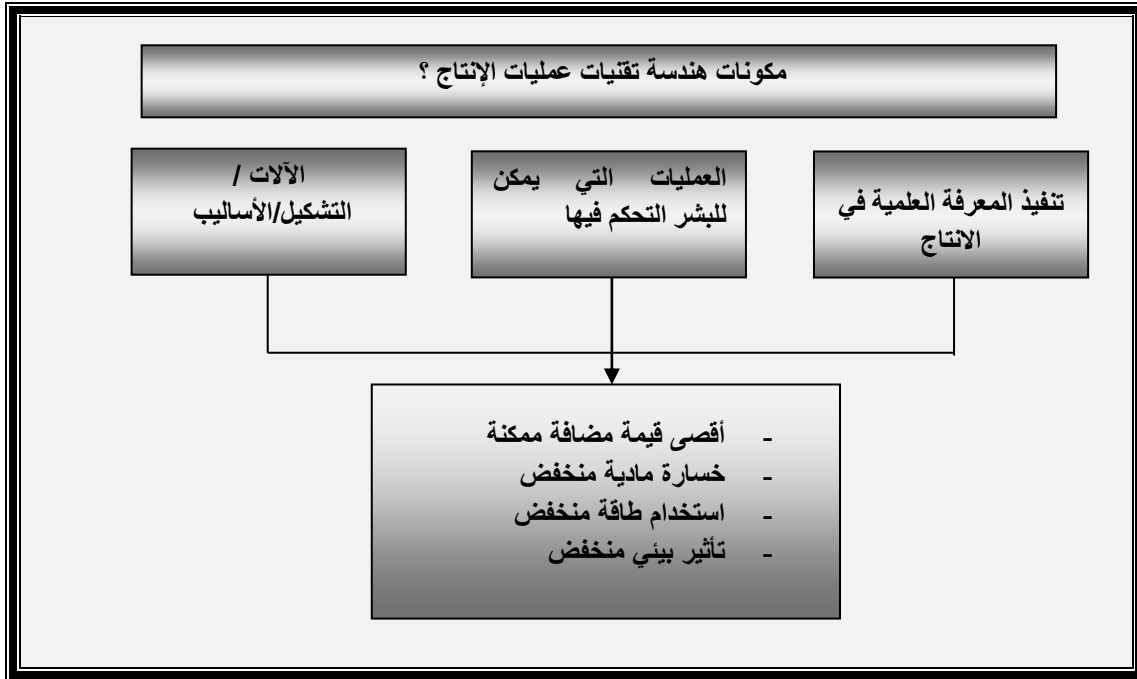 مكونات هندسة تقنيات عمليات الإنتاج ؟
تنفيذ المعرفة العلمية في
الانتاج
العمليات التي يمكن
للبشر التحكم فيها
الآلات /
التشكيل/الأساليب
- أقصى قيمة مضافة ممكنة
- خسارة مادية منخفض
- استخدام طاقة منخفض
- تأثير بيئي منخفض